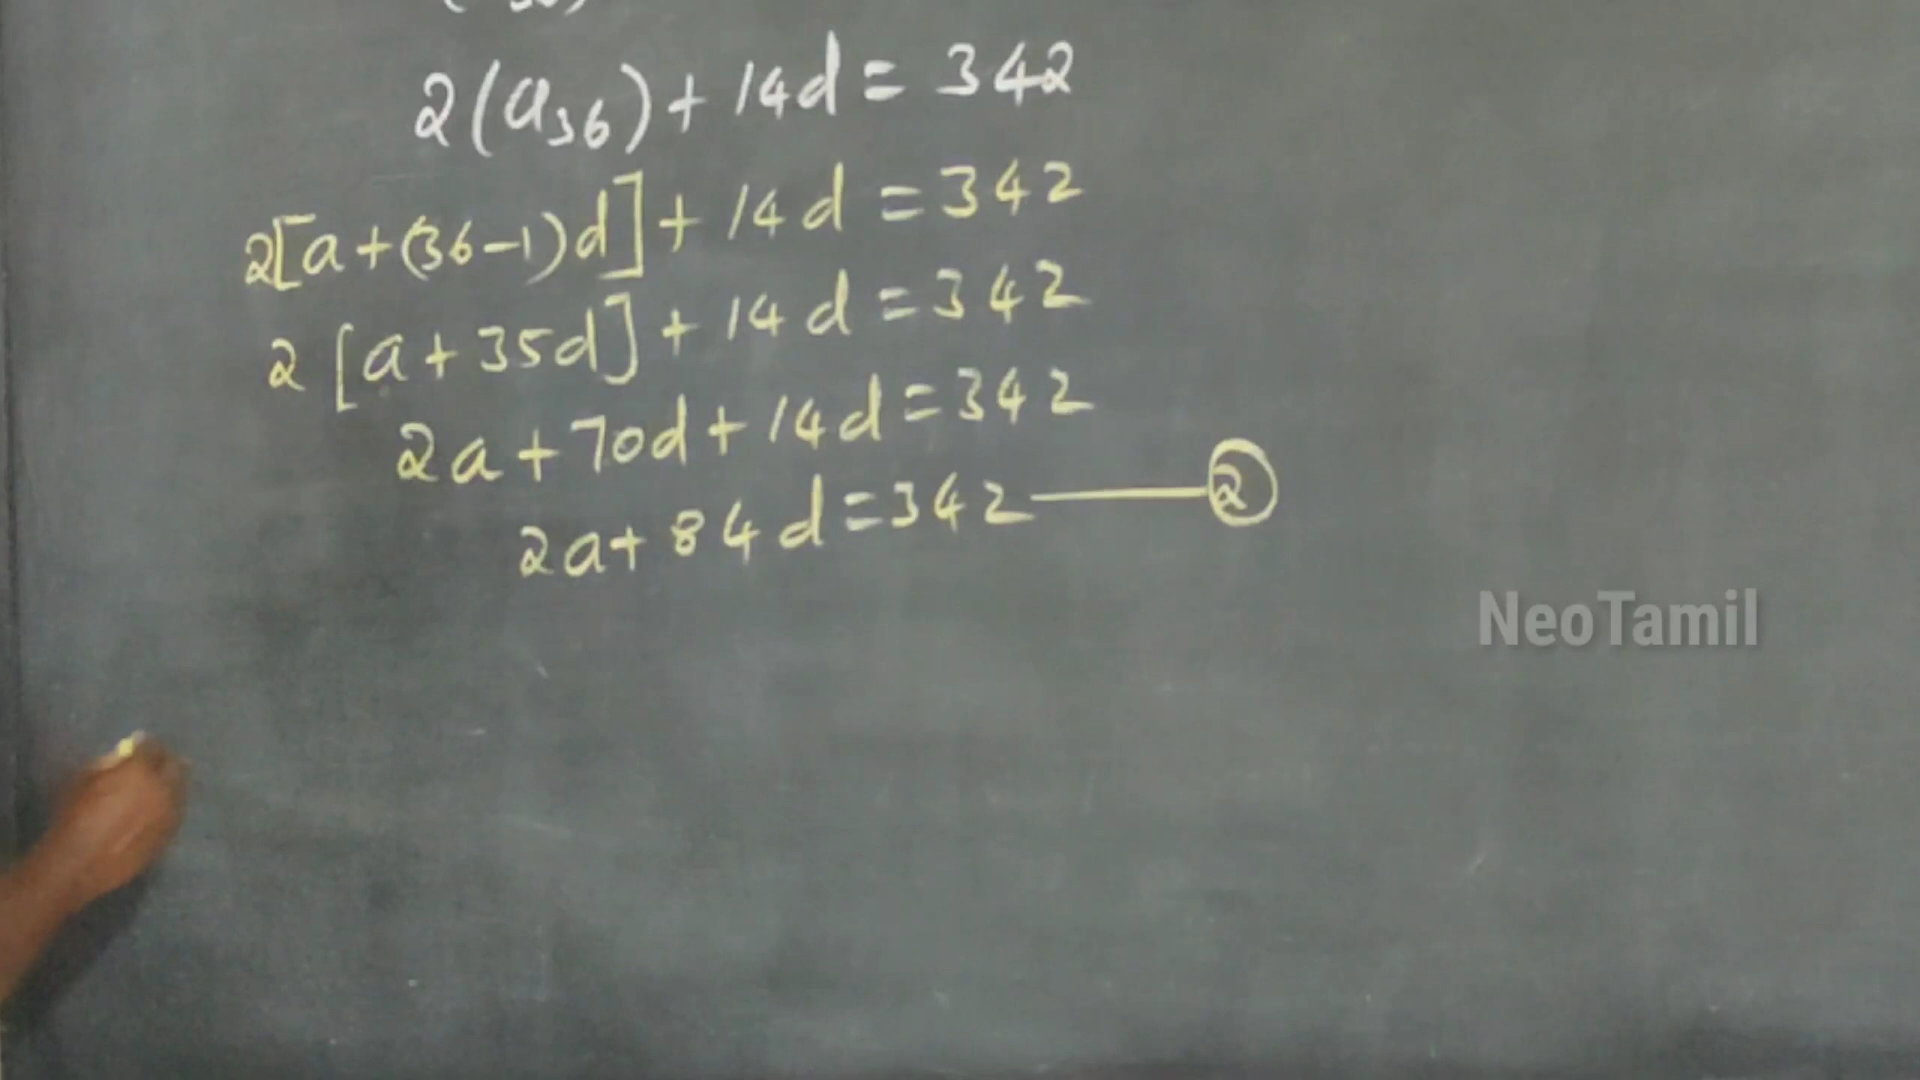 2(a₃₆) + 14d = 342
2[a+(36-1)d] + 14d = 342
2[a+35d] + 14d = 342
2a+70d+14d=342
2a+84d=342 —— ②
NeoTamil